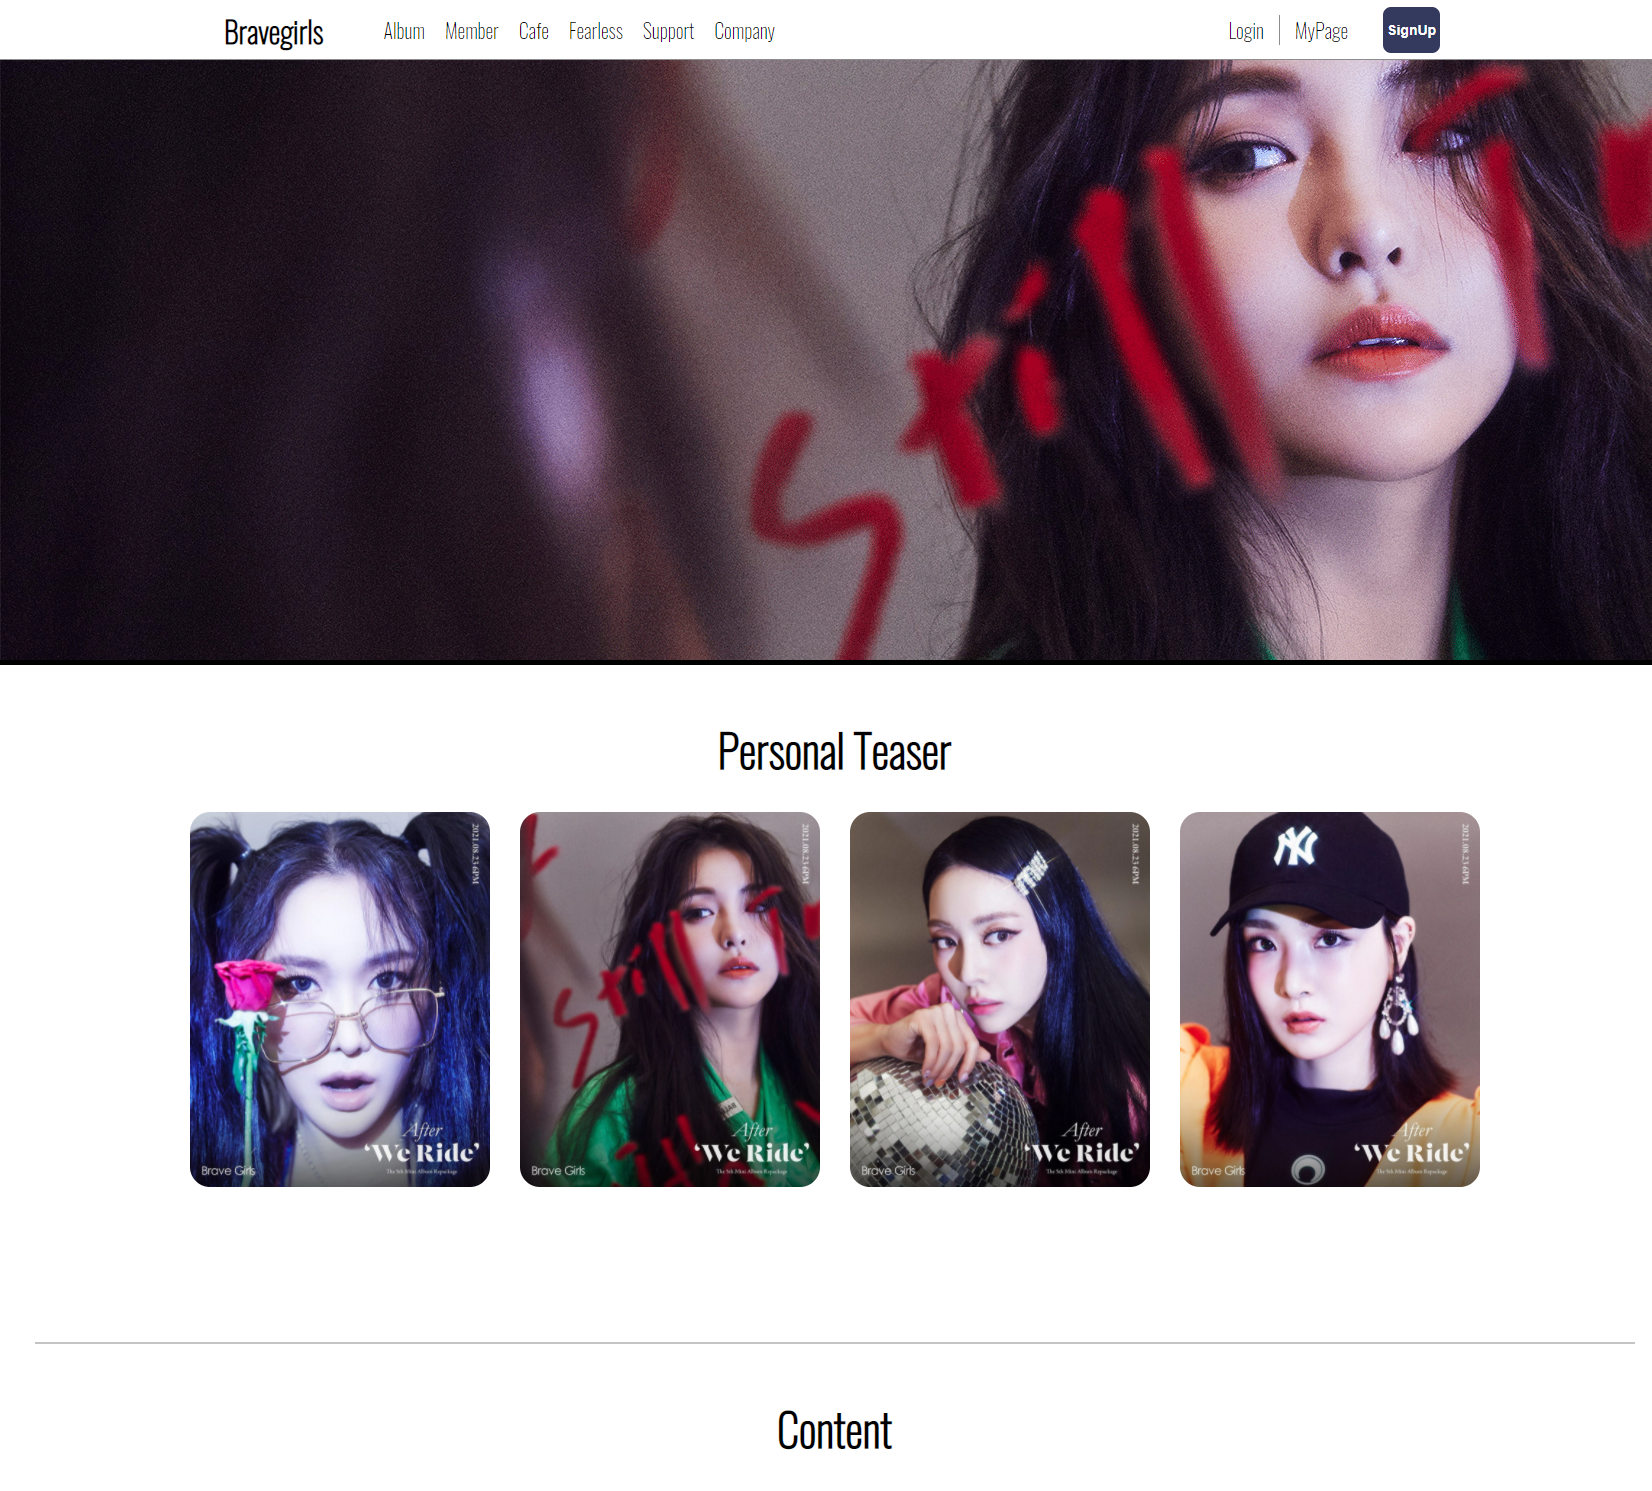 Bravegirls Album Member Cafe Fearless Support Company Login MyPage SignUp
Still
Personal Teaser
2021.08.23 6PM
After
'We Ride'
The 5th Mini Album Repackage
Brave Girls
Still
2021.08.23 6PM
After
'We Ride'
The 5th Mini Album Repackage
Brave Girls
2021.08.23 6PM
After
'We Ride'
The 5th Mini Album Repackage
Brave Girls
NY
2021.08.23 6PM
After
'We Ride'
The 5th Mini Album Repackage
Brave Girls
Content